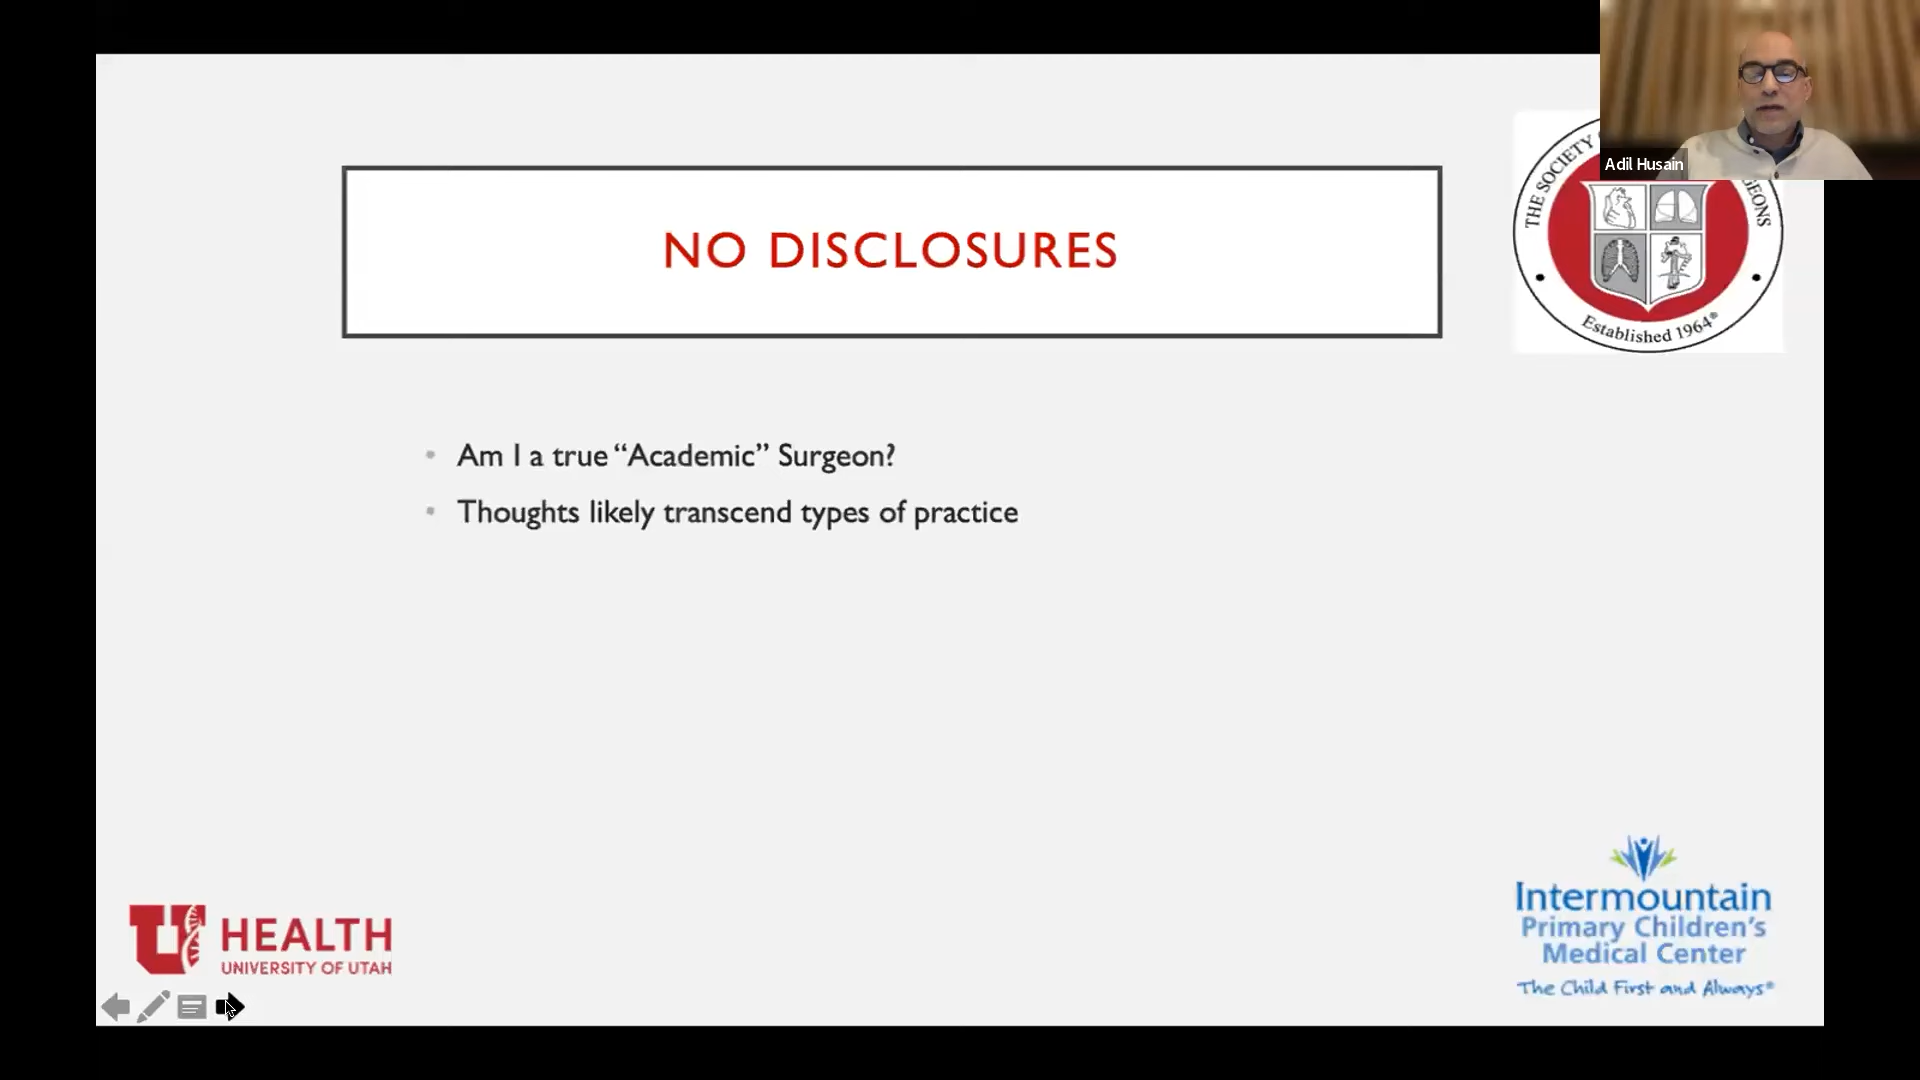 Adil Husain
THE SOCIETY
GEONS
Established 1964®
NO DISCLOSURES
• Am I a true “Academic” Surgeon?
• Thoughts likely transcend types of practice
U HEALTH
UNIVERSITY OF UTAH
Intermountain
Primary Children's
Medical Center
The Child First and Always®